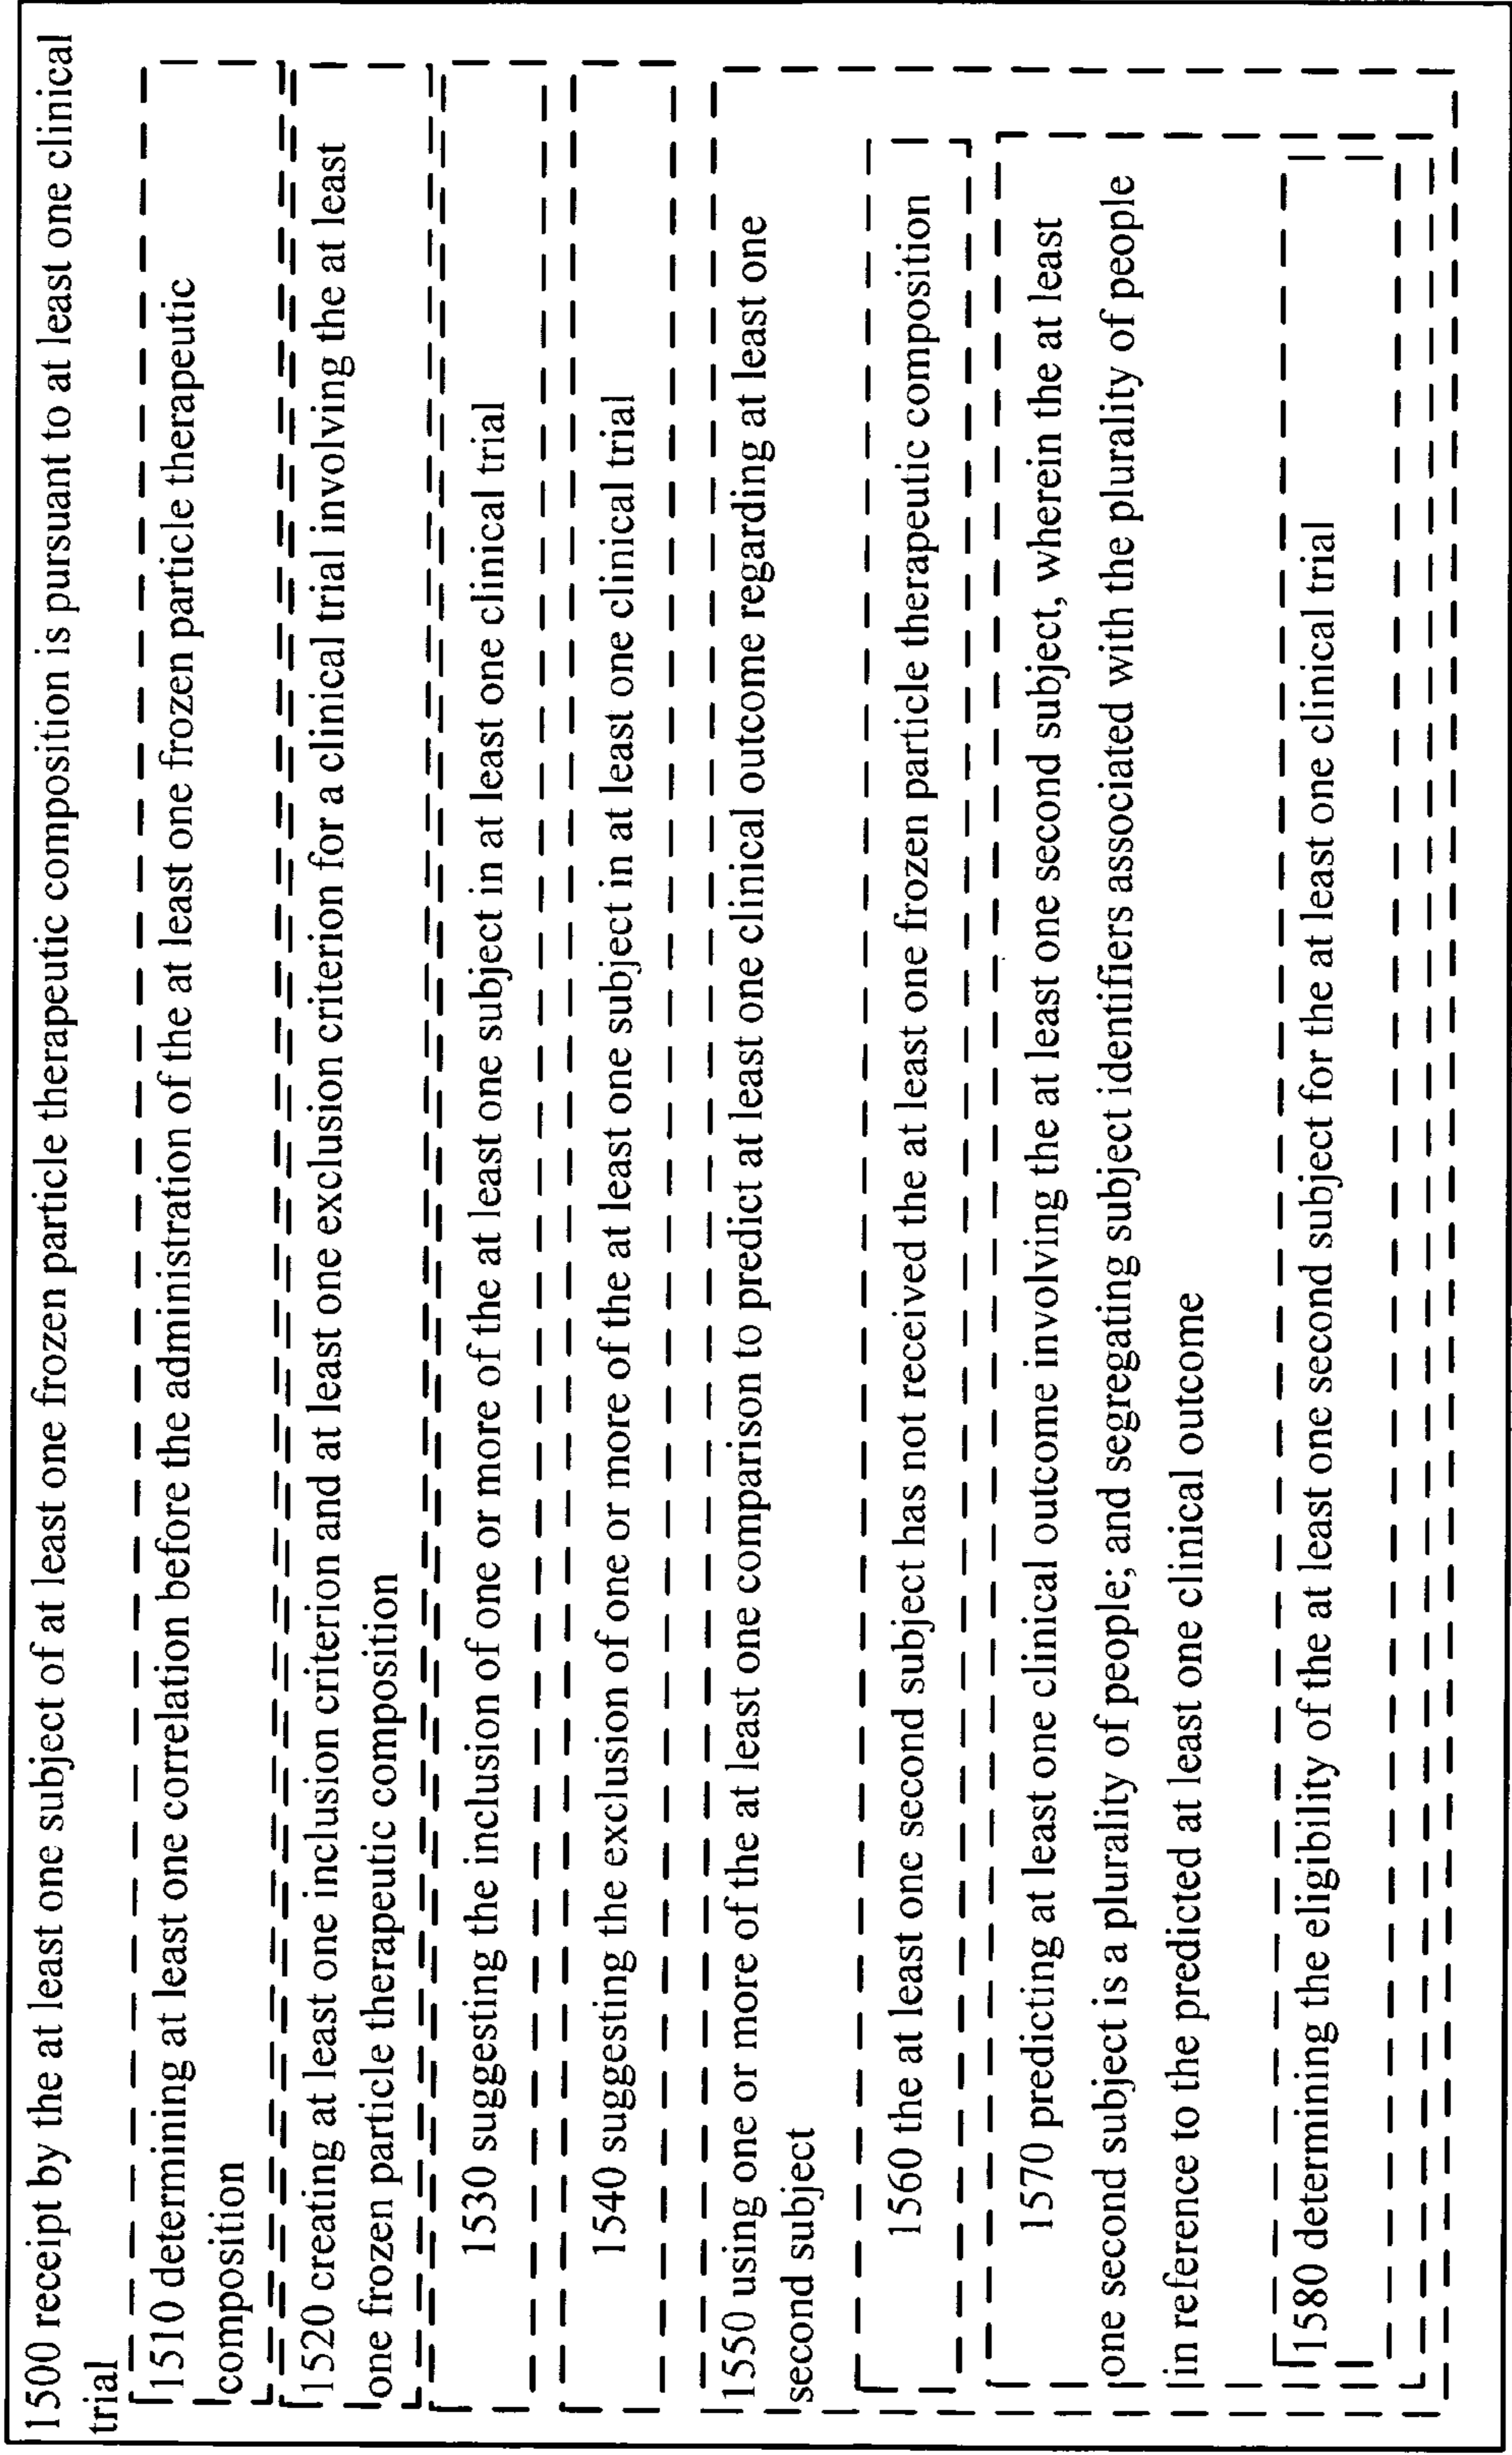 1500 receipt by the at least one subject of at least one frozen particle therapeutic composition is pursuant to at least one clinical
trial
1510 determining at least one correlation before the administration of the at least one frozen particle therapeutic
composition
1520 creating at least one inclusion criterion and at least one exclusion criterion for a clinical trial involving the at least
one frozen particle therapeutic composition
1530 suggesting the inclusion of one or more of the at least one subject in at least one clinical trial
1540 suggesting the exclusion of one or more of the at least one subject in at least one clinical trial
1550 using one or more of the at least one comparison to predict at least one clinical outcome regarding at least one
second subject
1560 the at least one second subject has not received the at least one frozen particle therapeutic composition
1570 predicting at least one clinical outcome involving the at least one second subject, wherein the at least
one second subject is a plurality of people; and segregating subject identifiers associated with the plurality of people
in reference to the predicted at least one clinical outcome
1580 determining the eligibility of the at least one second subject for the at least one clinical trial